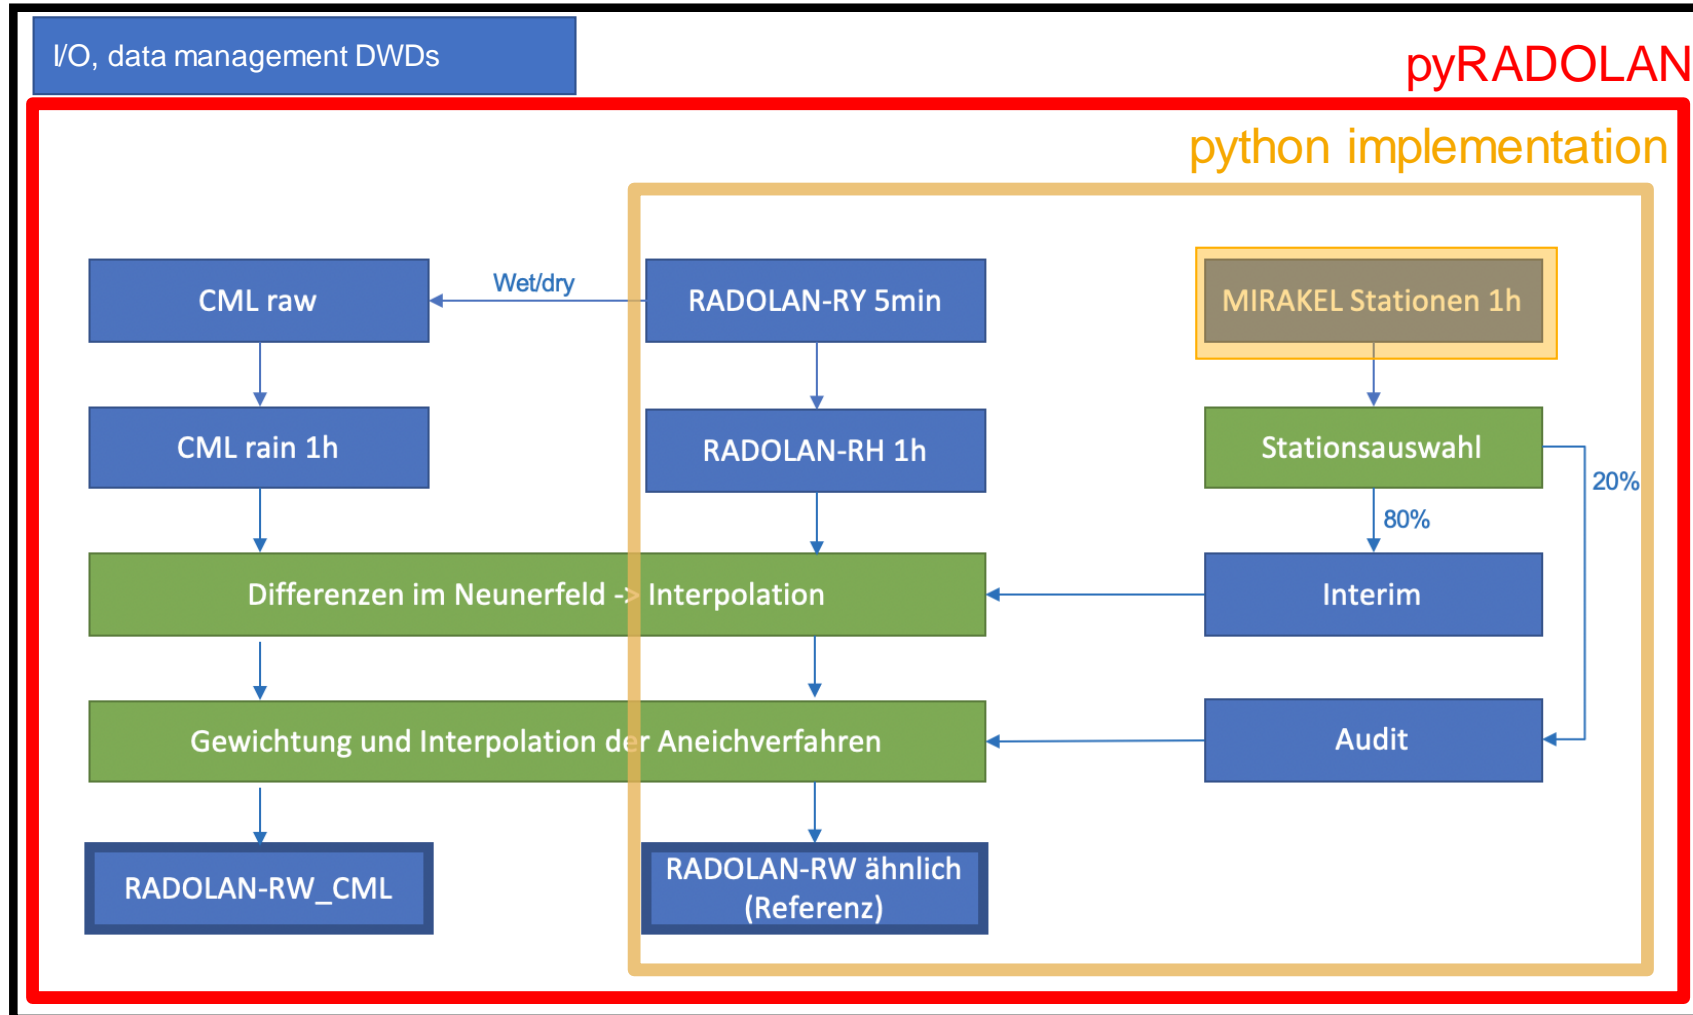 I/O, data management DWDs
pyRADOLAN
python implementation
CML raw
Wet/dry
RADOLAN-RY 5min
MIRAKEL Stationen 1h
CML rain 1h
RADOLAN-RH 1h
Stationsauswahl
20%
80%
Differenzen im Neunerfeld -> Interpolation
Interim
Gewichtung und Interpolation der Aneichverfahren
Audit
RADOLAN-RW_CML
RADOLAN-RW ähnlich
(Referenz)